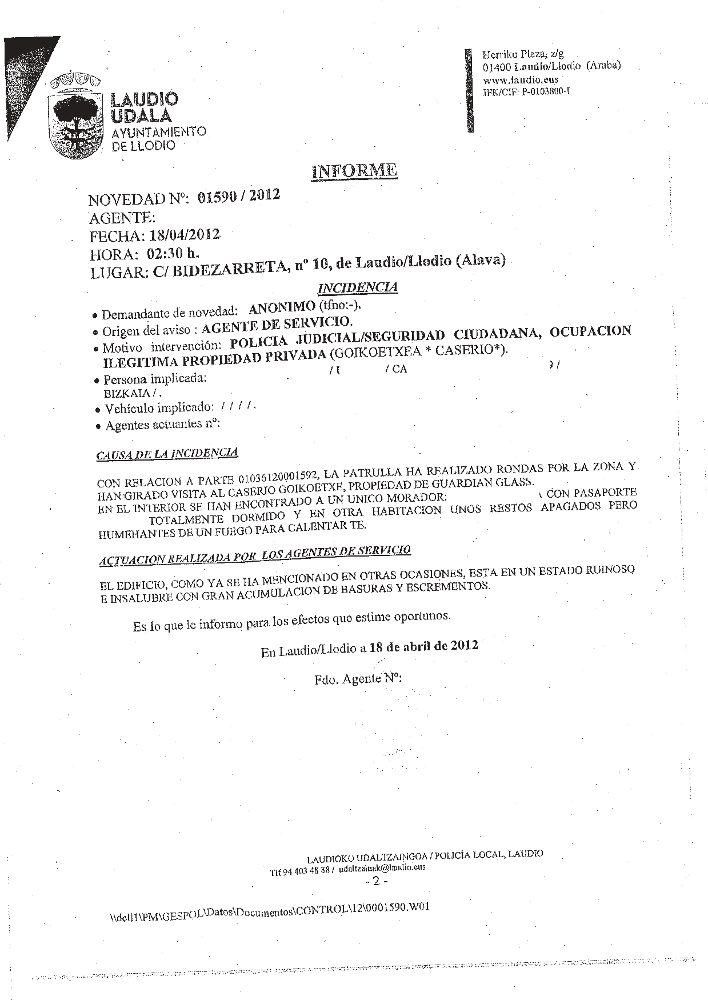 Herriko Plaza, z/g
01400 Laudio/Llodio (Araba)
www.laudio.eus
IFK/CIF: P-0103800-I
LAUDIO
UDALA
AYUNTAMIENTO
DE LLODIO
INFORME
NOVEDAD Nº: 01590 / 2012
AGENTE:
FECHA: 18/04/2012
HORA: 02:30 h.
LUGAR: C/ BIDEZARRETA, nº 10, de Laudio/Llodio (Alava)
INCIDENCIA
• Demandante de novedad: ANONIMO (tfno:-).
• Origen del aviso : AGENTE DE SERVICIO.
• Motivo intervención: POLICIA JUDICIAL/SEGURIDAD CIUDADANA, OCUPACION
ILEGITIMA PROPIEDAD PRIVADA (GOIKOETXEA * CASERIO*).
• Persona implicada: / / CA /
BIZKAIA / .
• Vehículo implicado: / / / / .
• Agentes actuantes nº:
CAUSA DE LA INCIDENCIA
CON RELACION A PARTE 01036120001592, LA PATRULLA HA REALIZADO RONDAS POR LA ZONA Y
HAN GIRADO VISITA AL CASERIO GOIKOETXE, PROPIEDAD DE GUARDIAN GLASS.
EN EL INTERIOR SE HAN ENCONTRADO A UN UNICO MORADOR: CON PASAPORTE
TOTALMENTE DORMIDO Y EN OTRA HABITACION UNOS RESTOS APAGADOS PERO
HUMEHANTES DE UN FUEGO PARA CALENTAR TE.
ACTUACION REALIZADA POR LOS AGENTES DE SERVICIO
EL EDIFICIO, COMO YA SE HA MENCIONADO EN OTRAS OCASIONES, ESTA EN UN ESTADO RUINOSO
E INSALUBRE CON GRAN ACUMULACION DE BASURAS Y ESCREMENTOS.
Es lo que le informo para los efectos que estime oportunos.
En Laudio/Llodio a 18 de abril de 2012
Fdo. Agente Nº:
LAUDIOKO UDALTZAINGOA / POLICÍA LOCAL, LAUDIO
Tlf 94 403 48 88 / udaltzainak@laudio.eus
- 2 -
\\dell1\PM\GESPOL\Datos\Documentos\CONTROL\12\0001590.W01